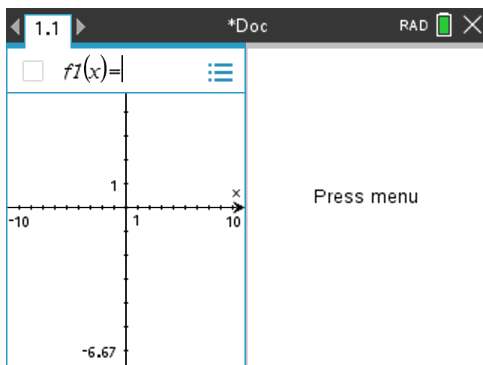 1.1 *Doc RAD
f1(x)=
1
x
-10 1 10
-6.67
Press menu